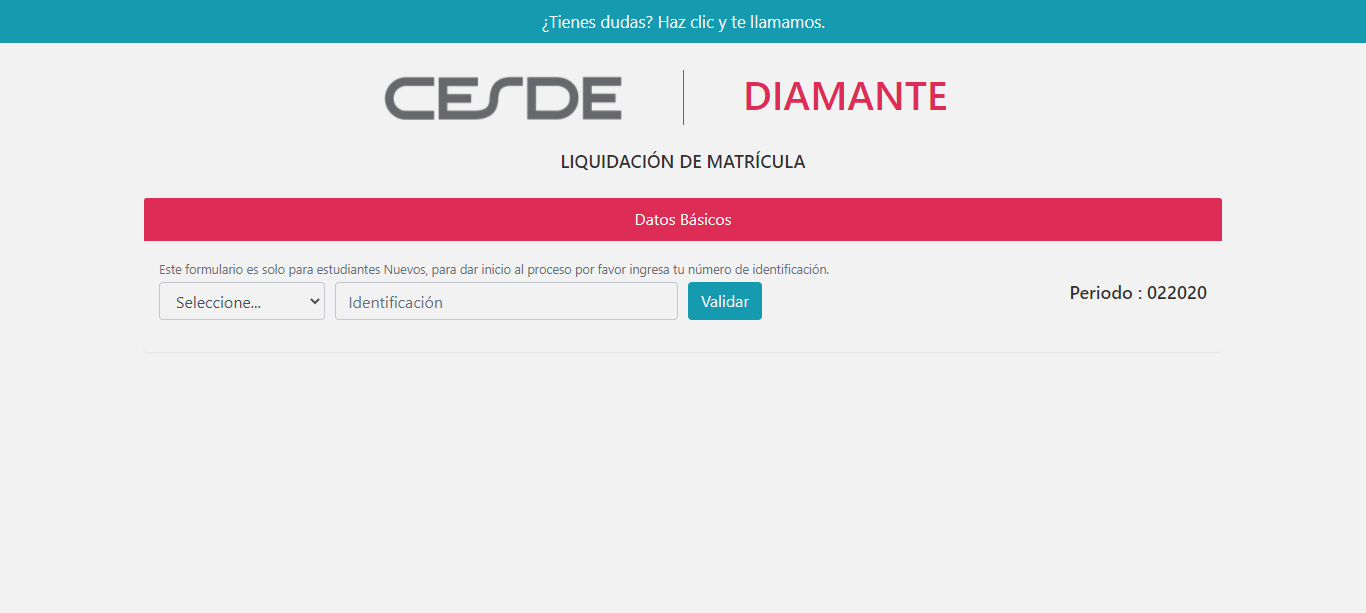 ¿Tienes dudas? Haz clic y te llamamos.
CESDE
DIAMANTE
LIQUIDACIÓN DE MATRÍCULA
Datos Básicos
Este formulario es solo para estudiantes Nuevos, para dar inicio al proceso por favor ingresa tu número de identificación.
Seleccione...
Identificación
Validar
Periodo : 022020